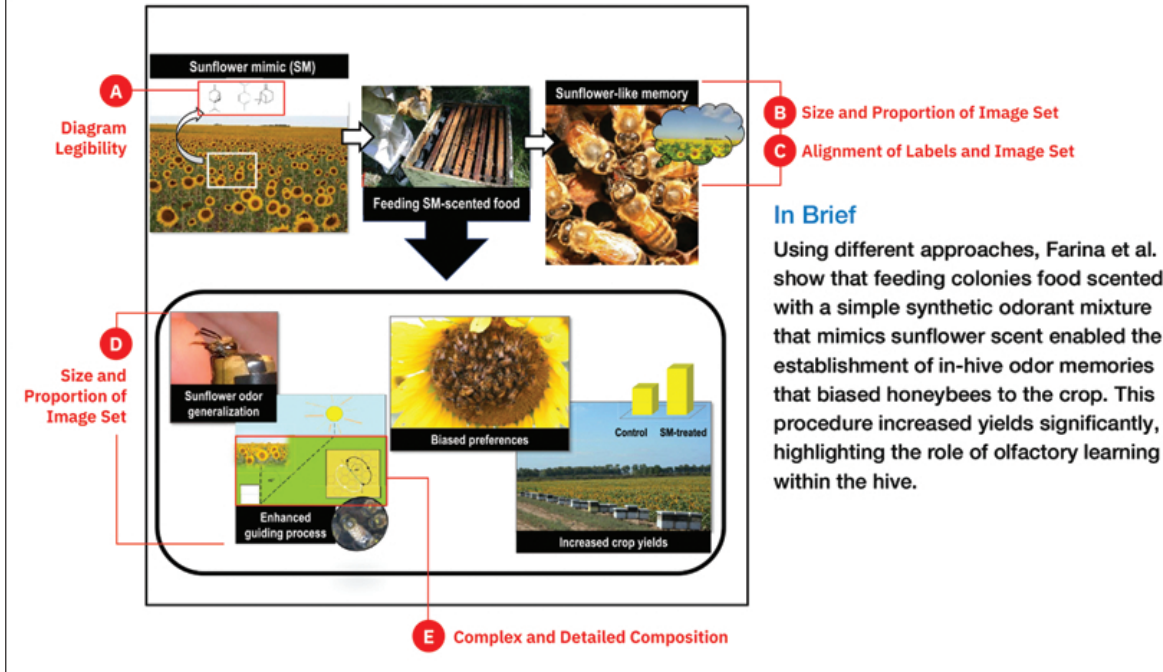 Sunflower mimic (SM)
A
Diagram
Legibility
Feeding SM-scented food
Sunflower-like memory
B Size and Proportion of Image Set
C Alignment of Labels and Image Set
In Brief
Using different approaches, Farina et al.
show that feeding colonies food scented
with a simple synthetic odorant mixture
that mimics sunflower scent enabled the
establishment of in-hive odor memories
that biased honeybees to the crop. This
procedure increased yields significantly,
highlighting the role of olfactory learning
within the hive.
D
Size and
Proportion of
Image Set
Sunflower odor
generalization
Enhanced
guiding process
Biased preferences
Control SM-treated
Increased crop yields
E Complex and Detailed Composition